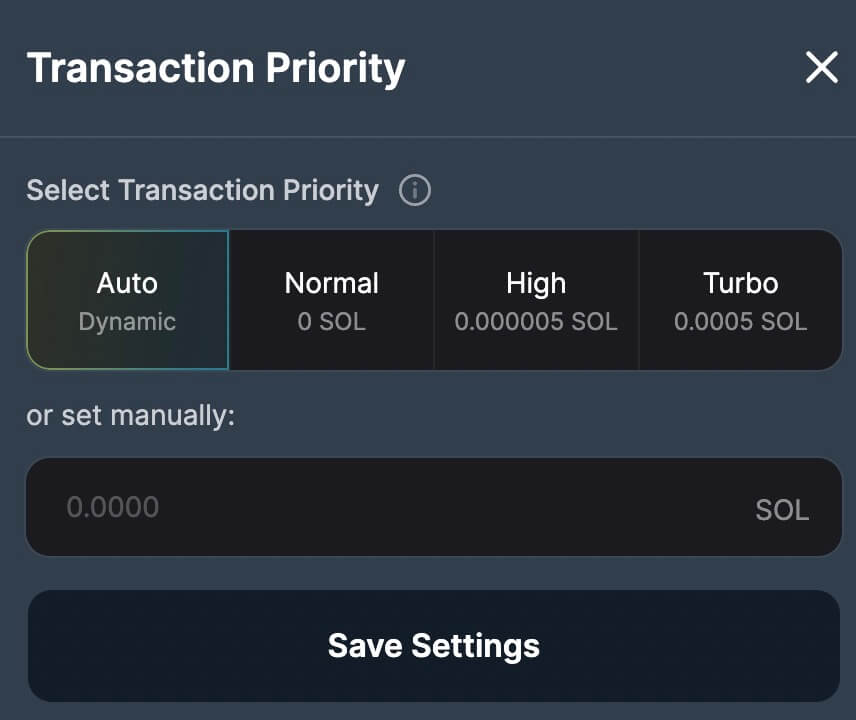 Transaction Priority
Select Transaction Priority
Auto
Dynamic
Normal
0 SOL
High
0.000005 SOL
Turbo
0.0005 SOL
or set manually:
0.0000
SOL
Save Settings